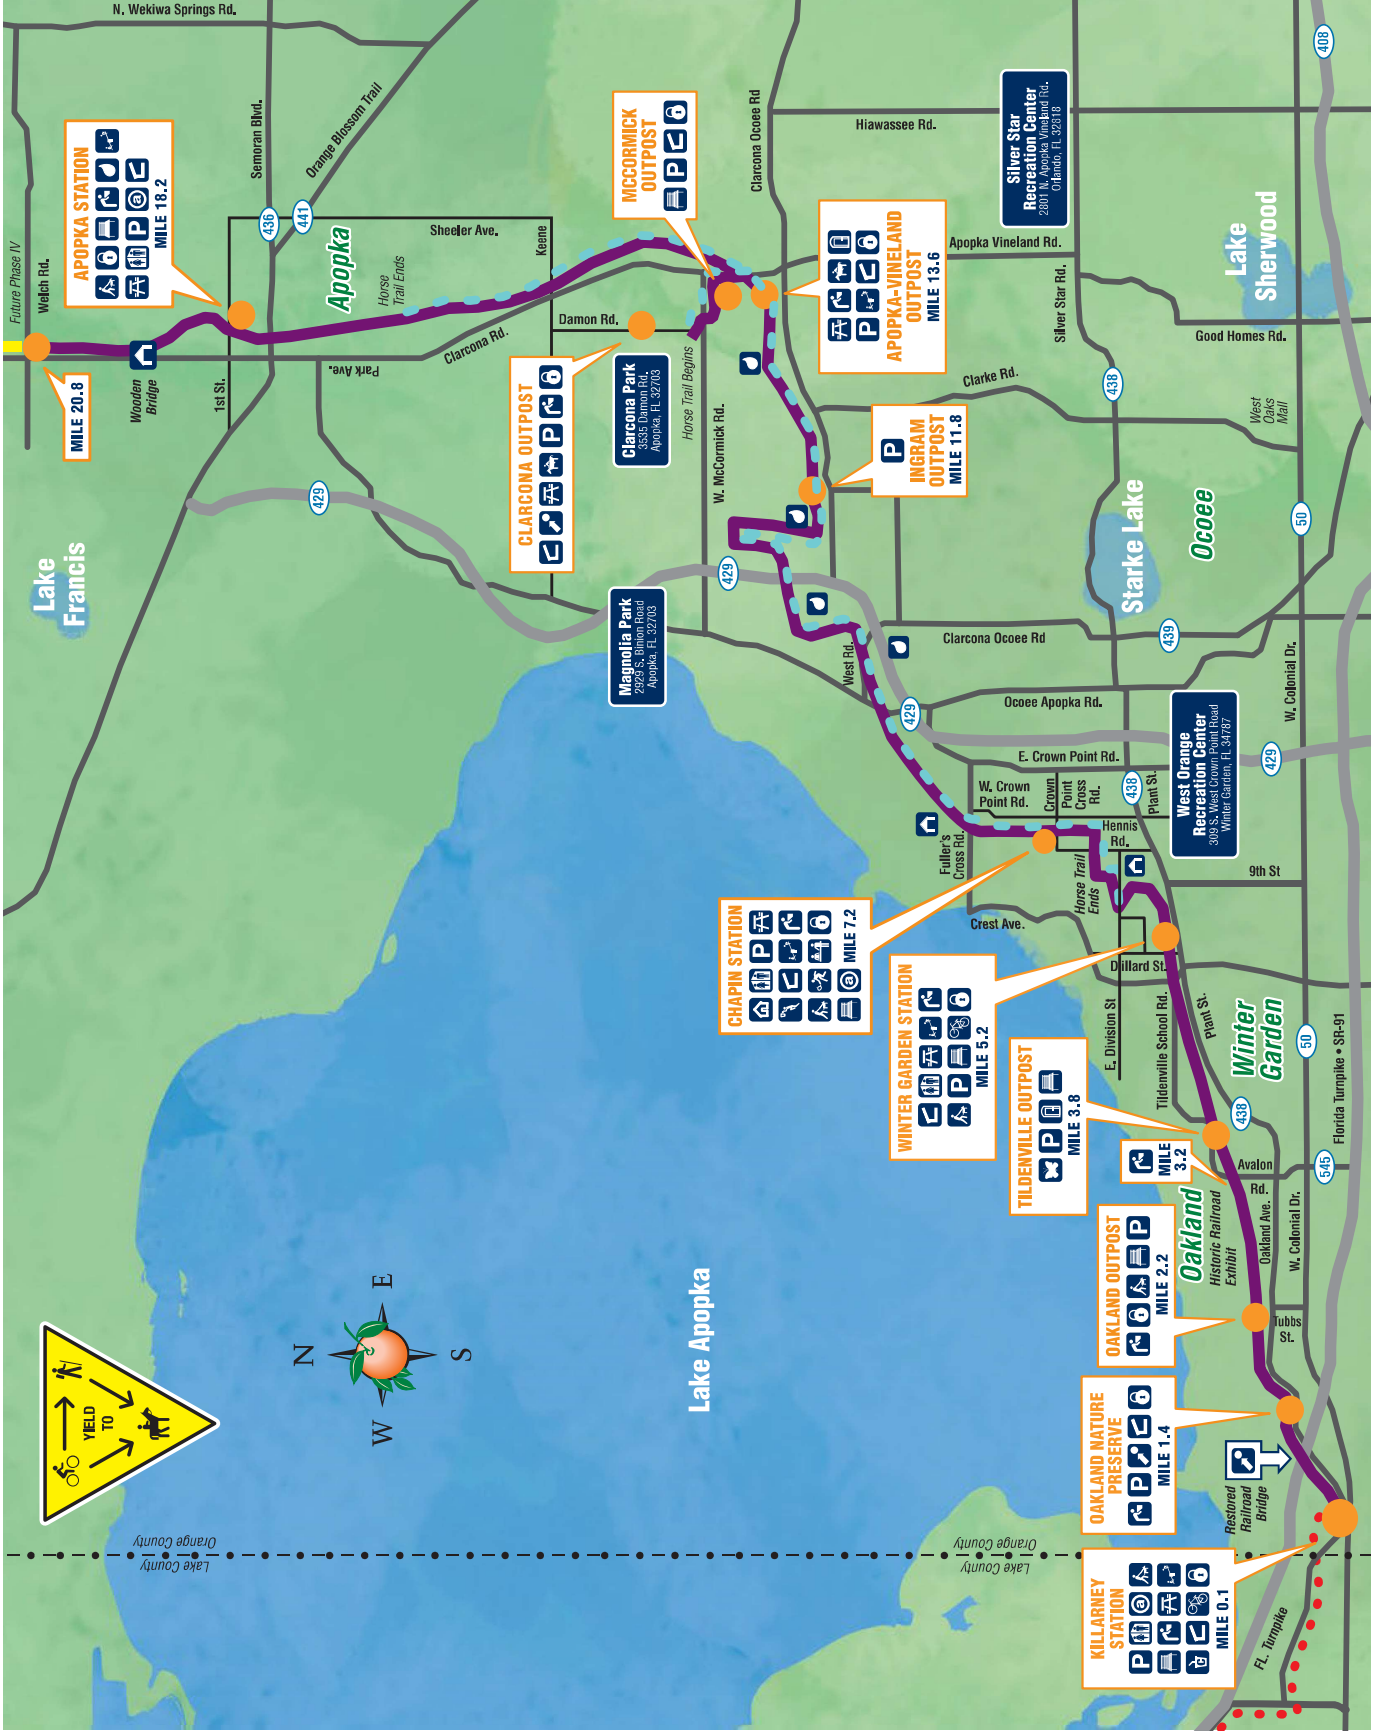 N. Wekiwa Springs Rd.
Future Phase IV
Welch Rd.
MILE 20.8
Wooden
Bridge
APOPKA STATION
P
@
MILE 18.2
Semoran Blvd.
Orange Blossom Trail
436
441
1st St.
Park Ave.
Apopka
Sheeler Ave.
Horse
Trail Ends
Keene
Clarcona Rd.
Damon Rd.
429
Lake
Francis
CLARCONA OUTPOST
P
Clarcona Park
3535 Damon Rd.
Apopka, FL 32703
Horse Trail Begins
MCCORMICK
OUTPOST
P
Clarcona Ocoee Rd
Hiawassee Rd.
W. McCormick Rd.
APOPKA-VINELAND
OUTPOST
P
MILE 13.6
Silver Star
Recreation Center
2801 N. Apopka Vineland Rd.
Orlando, FL 32818
Apopka Vineland Rd.
Silver Star Rd.
Lake
Sherwood
Good Homes Rd.
408
438
Clarke Rd.
West
Oaks
Mall
INGRAM
OUTPOST
P
MILE 11.8
Starke Lake
Ocoee
50
Magnolia Park
2929 S. Binion Road
Apopka, FL 32703
429
West Rd.
Clarcona Ocoee Rd
439
W. Colonial Dr.
Ocoee Apopka Rd.
429
E. Crown Point Rd.
W. Crown
Point Rd.
Crown
Point
Cross
Rd.
438
Plant St.
West Orange
Recreation Center
309 S. West Crown Point Road
Winter Garden, FL 34787
429
Hennis
Rd.
Fuller's
Cross Rd.
Horse Trail
Ends
9th St
Crest Ave.
CHAPIN STATION
P
@
MILE 7.2
Dillard St.
WINTER GARDEN STATION
P
MILE 5.2
E. Division St
Tildenville School Rd.
Plant St.
Winter
Garden
50
Florida Turnpike • SR-91
TILDENVILLE OUTPOST
P
MILE 3.8
438
MILE
3.2
Avalon
Rd.
545
Oakland
Historic Railroad
Exhibit
Oakland Ave.
W. Colonial Dr.
OAKLAND OUTPOST
P
MILE 2.2
Tubbs
St.
OAKLAND NATURE
PRESERVE
P
MILE 1.4
Restored
Railroad
Bridge
KILLARNEY
STATION
P
@
MILE 0.1
FL. Turnpike
Lake Apopka
N
E
S
W
YIELD
TO
Orange County
Lake County
Orange County
Lake County